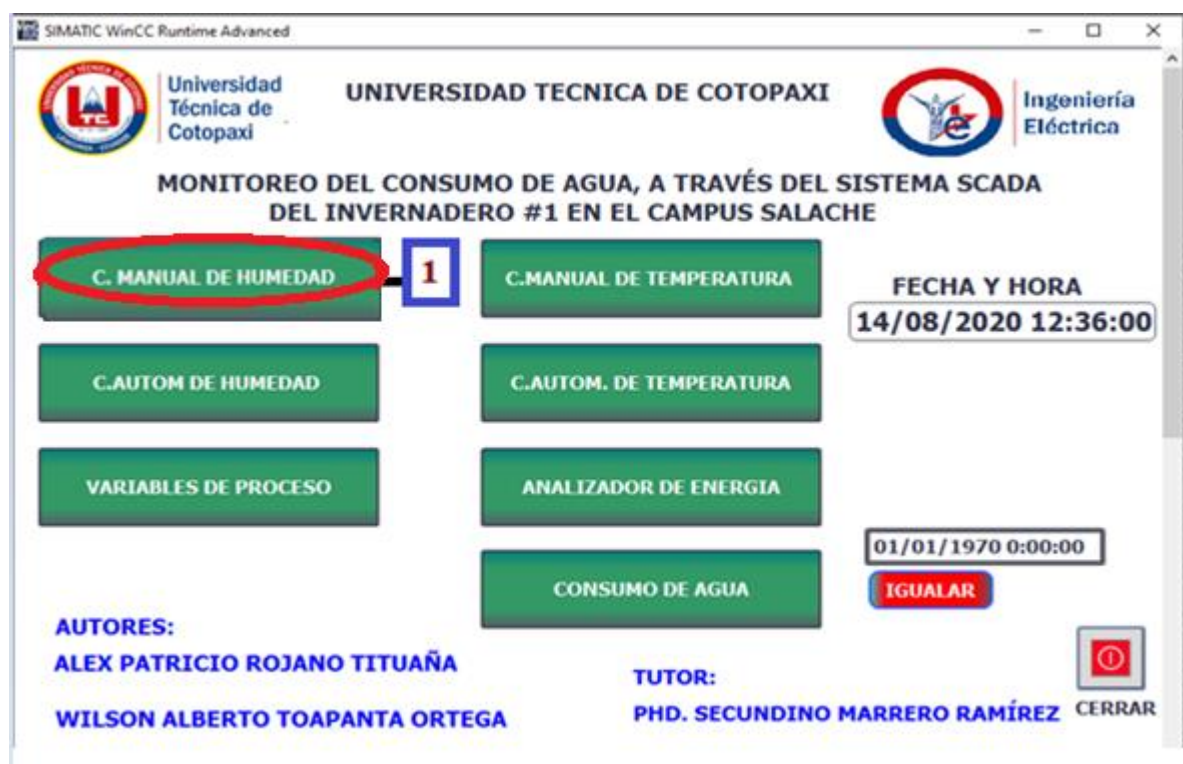 SIMATIC WinCC Runtime Advanced
Universidad
Técnica de
Cotopaxi
UNIVERSIDAD TECNICA DE COTOPAXI
Ingeniería
Eléctrica
MONITOREO DEL CONSUMO DE AGUA, A TRAVÉS DEL SISTEMA SCADA
DEL INVERNADERO #1 EN EL CAMPUS SALACHE
C. MANUAL DE HUMEDAD
1
C.MANUAL DE TEMPERATURA
FECHA Y HORA
14/08/2020 12:36:00
C.AUTOM DE HUMEDAD
C.AUTOM. DE TEMPERATURA
VARIABLES DE PROCESO
ANALIZADOR DE ENERGIA
01/01/1970 0:00:00
CONSUMO DE AGUA
IGUALAR
AUTORES:
ALEX PATRICIO ROJANO TITUAÑA
WILSON ALBERTO TOAPANTA ORTEGA
TUTOR:
PHD. SECUNDINO MARRERO RAMÍREZ
CERRAR